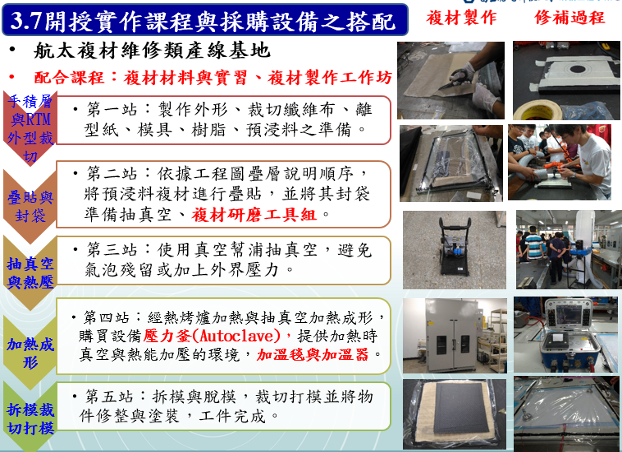 3.7開授實作課程與採購設備之搭配
複材製作
修補過程
• 航太複材維修類產線基地
• 配合課程：複材材料與實習、複材製作工作坊
手積層
與RTM
外型裁
切
• 第一站：製作外形、裁切纖維布、離
型紙、模具、樹脂、預浸料之準備。
疊貼與
封袋
• 第二站：依據工程圖疊層說明順序，
將預浸料複材進行疊貼，並將其封袋
準備抽真空、複材研磨工具組。
抽真空
與熱壓
• 第三站：使用真空幫浦抽真空，避免
氣泡殘留或加上外界壓力。
加熱成
形
• 第四站：經熱烤爐加熱與抽真空加熱成形，
購買設備壓力釜(Autoclave)，提供加熱時
真空與熱能加壓的環境，加溫毯與加溫器。
拆模裁
切打模
• 第五站：拆模與脫模，裁切打模並將物
件修整與塗裝，工件完成。